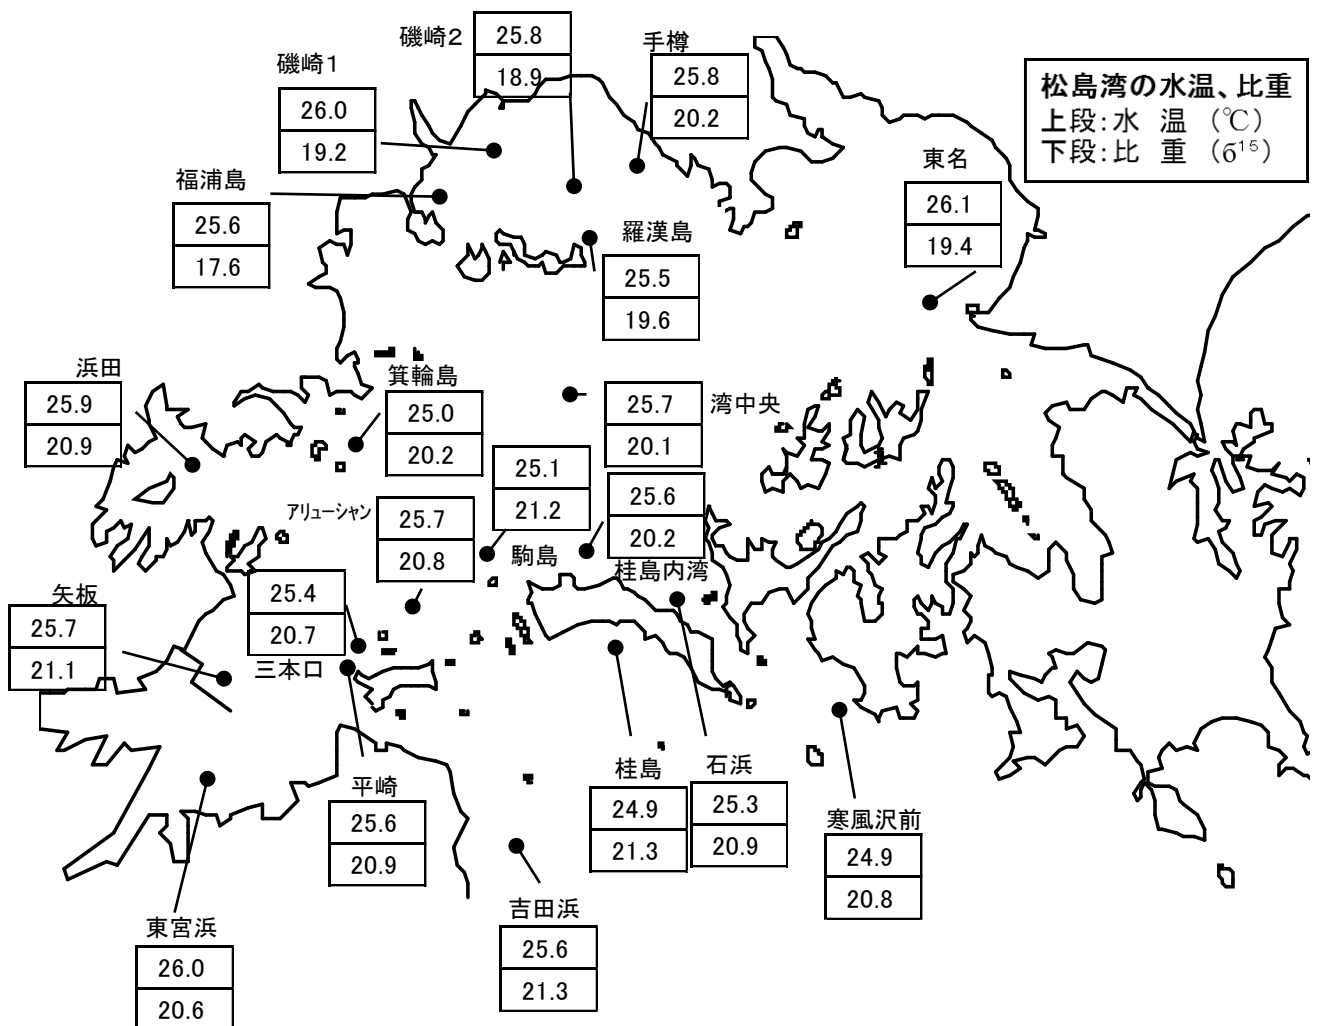 磯崎2
25.8
18.9
手樽
25.8
20.2
磯崎1
26.0
19.2
松島湾の水温、比重
上段:水 温 (℃)
下段:比 重 (б¹⁵)
東名
26.1
19.4
福浦島
25.6
17.6
羅漢島
25.5
19.6
浜田
25.9
20.9
箕輪島
25.0
20.2
25.7
20.1
湾中央
25.1
21.2
駒島
25.6
20.2
桂島内湾
アリューシャン
25.7
20.8
矢板
25.7
21.1
25.4
20.7
三本口
平崎
25.6
20.9
桂島
24.9
21.3
石浜
25.3
20.9
寒風沢前
24.9
20.8
吉田浜
25.6
21.3
東宮浜
26.0
20.6